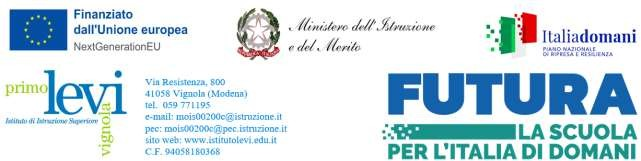 Finanziato
dall'Unione europea
NextGenerationEU
Ministero dell'Istruzione
e del Merito
Italiadomani
PIANO NAZIONALE
DI RIPRESA E RESILIENZA
primo
levi
vignola
Istituto di Istruzione Superiore
Via Resistenza, 800
41058 Vignola (Modena)
tel. 059 771195
e-mail: mois00200c@istruzione.it
pec: mois00200c@pec.istruzione.it
sito web: www.istitutolevi.edu.it
C.F. 94058180368
FUTURA
LA SCUOLA
PER L'ITALIA DI DOMANI